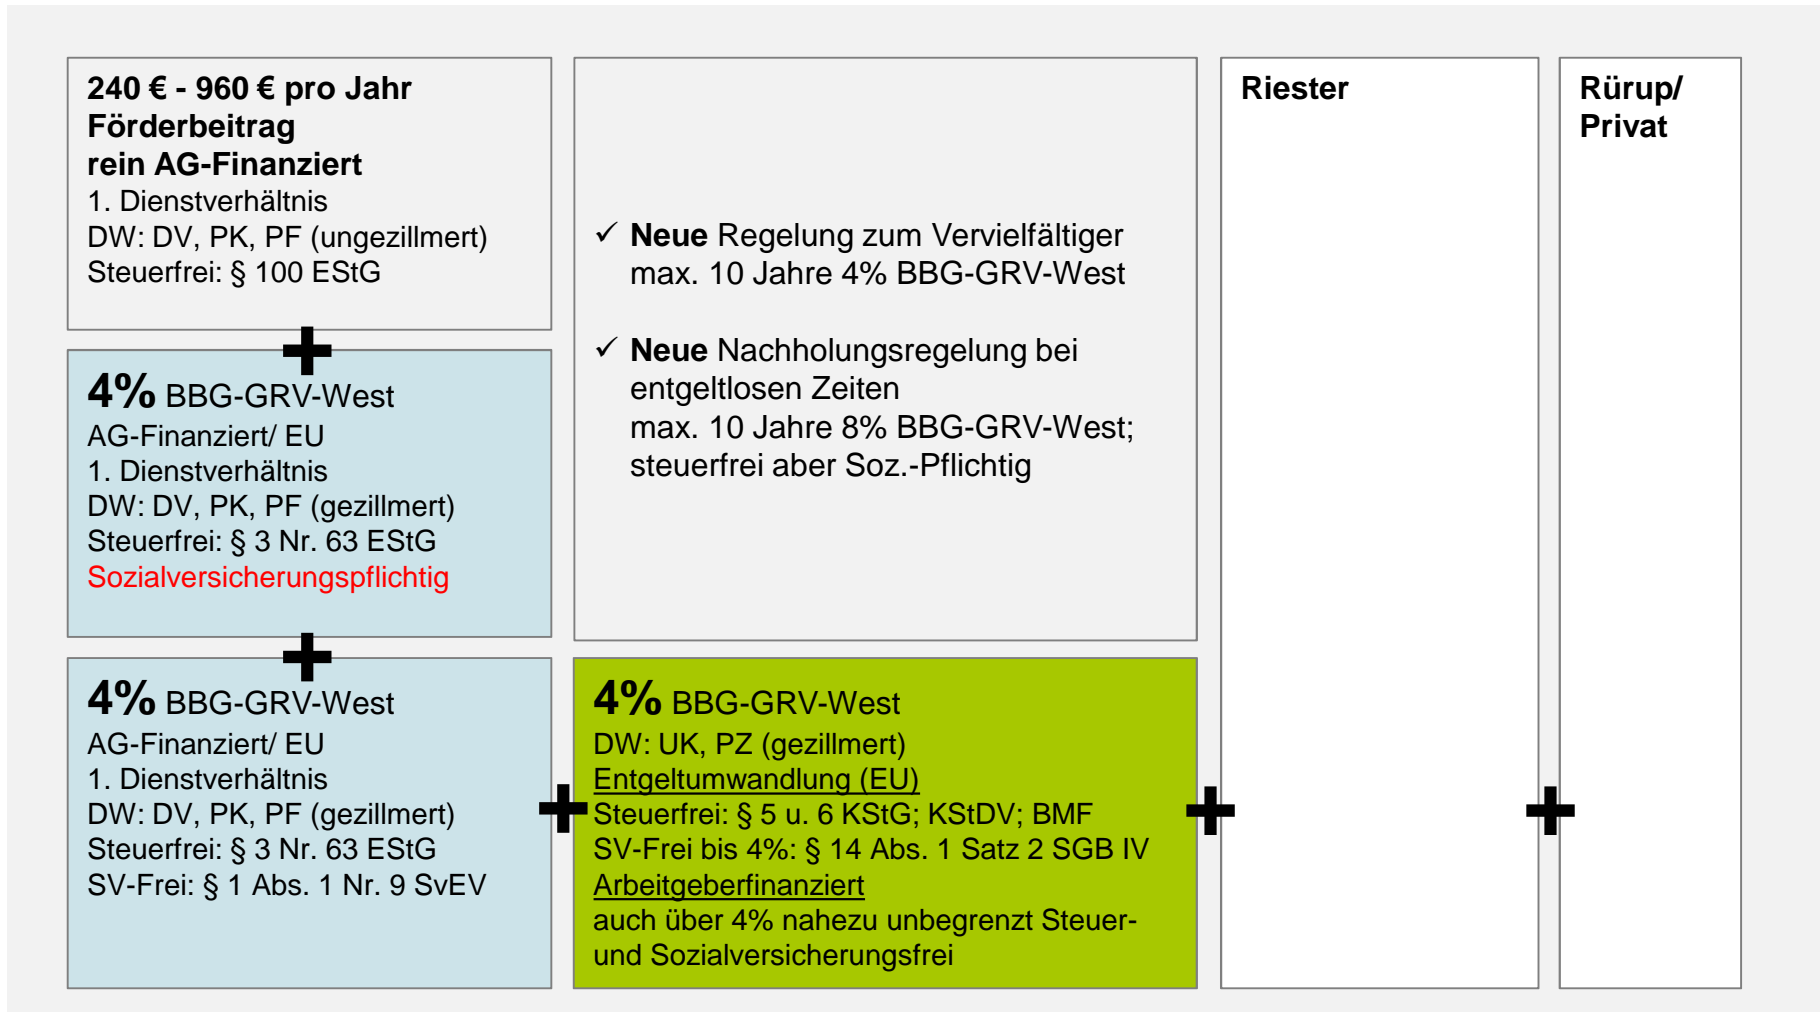 240 € - 960 € pro Jahr
Förderbeitrag
rein AG-Finanziert
1. Dienstverhältnis
DW: DV, PK, PF (ungezillmert)
Steuerfrei: § 100 EStG
4% BBG-GRV-West
AG-Finanziert/ EU
1. Dienstverhältnis
DW: DV, PK, PF (gezillmert)
Steuerfrei: § 3 Nr. 63 EStG
Sozialversicherungspflichtig
4% BBG-GRV-West
AG-Finanziert/ EU
1. Dienstverhältnis
DW: DV, PK, PF (gezillmert)
Steuerfrei: § 3 Nr. 63 EStG
SV-Frei: § 1 Abs. 1 Nr. 9 SvEV
✓ Neue Regelung zum Vervielfältiger
max. 10 Jahre 4% BBG-GRV-West
✓ Neue Nachholungsregelung bei
entgeltlosen Zeiten
max. 10 Jahre 8% BBG-GRV-West;
steuerfrei aber Soz.-Pflichtig
4% BBG-GRV-West
DW: UK, PZ (gezillmert)
Entgeltumwandlung (EU)
Steuerfrei: § 5 u. 6 KStG; KStDV; BMF
SV-Frei bis 4%: § 14 Abs. 1 Satz 2 SGB IV
Arbeitgeberfinanziert
auch über 4% nahezu unbegrenzt Steuer-
und Sozialversicherungsfrei
Riester
Rürup/
Privat